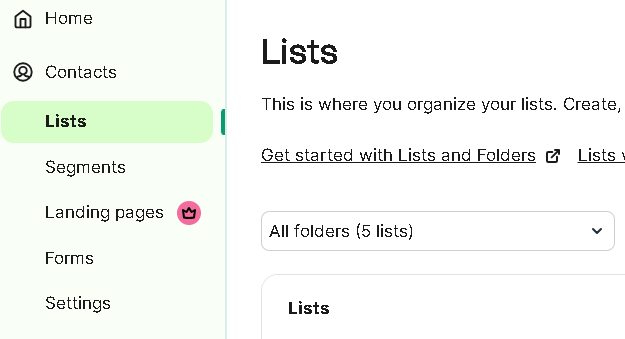 Home
Contacts
Lists
Segments
Landing pages
Forms
Settings
Lists
This is where you organize your lists. Create,
Get started with Lists and Folders Lists
All folders (5 lists)
Lists